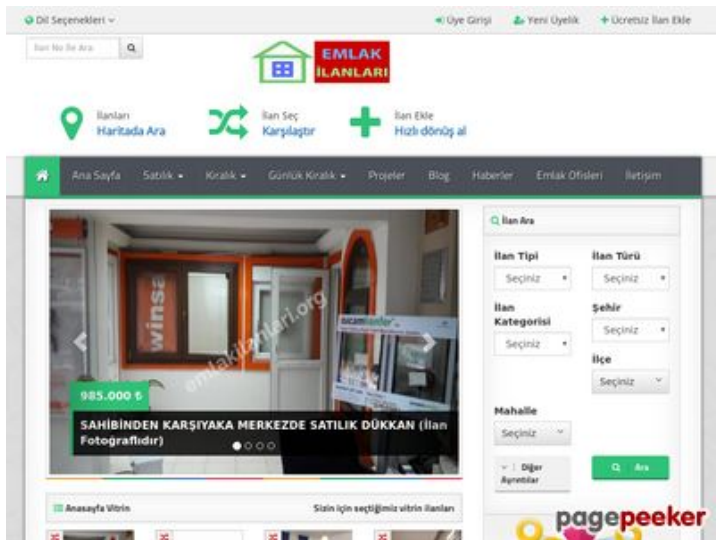 Dil Seçenekleri
Üye Girişi
Yeni Üyelik
Ücretsiz İlan Ekle
İlan No İle Ara
EMLAK
İLANLARI
İlanları
Haritada Ara
İlan Seç
Karşılaştır
İlan Ekle
Hızlı dönüş al
Ana Sayfa
Satılık
Kiralık
Günlük Kiralık
Projeler
Blog
Haberler
Emlak Ofisleri
İletişim
winsa
emlakilanlari.org
985.000 ₺
SAHİBİNDEN KARŞIYAKA MERKEZDE SATILIK DÜKKAN (İlan
Fotoğraflıdır)
İlan Ara
İlan Tipi
İlan Türü
Seçiniz
Seçiniz
İlan
Kategorisi
Şehir
Seçiniz
Seçiniz
İlçe
Seçiniz
Mahalle
Seçiniz
Diğer
Ayrıntılar
Ara
Anasayfa Vitrin
Sizin için seçtiğimiz vitrin ilanları
pagepeeker